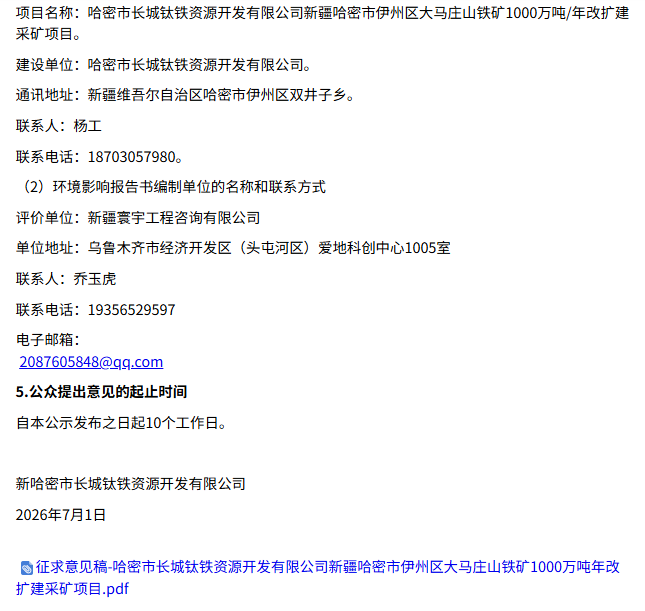 项目名称：哈密市长城钛铁资源开发有限公司新疆哈密市伊州区大马庄山铁矿1000万吨/年改扩建
采矿项目。
建设单位：哈密市长城钛铁资源开发有限公司。
通讯地址：新疆维吾尔自治区哈密市伊州区双井子乡。
联系人：杨工
联系电话：18703057980。
（2）环境影响报告书编制单位的名称和联系方式
评价单位：新疆寰宇工程咨询有限公司
单位地址：乌鲁木齐市经济开发区（头屯河区）爱地科创中心1005室
联系人：乔玉虎
联系电话：19356529597
电子邮箱：
2087605848@qq.com
5.公众提出意见的起止时间
自本公示发布之日起10个工作日。
新哈密市长城钛铁资源开发有限公司
2026年7月1日
征求意见稿-哈密市长城钛铁资源开发有限公司新疆哈密市伊州区大马庄山铁矿1000万吨年改
扩建采矿项目.pdf